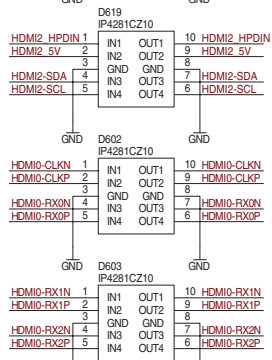 GND GND
D619
IP4281CZ10
HDMI2_HPDIN 1 IN1 OUT1 10 HDMI2_HPDIN
HDMI2_5V 2 IN2 OUT2 9 HDMI2_5V
3 GND GND 8
HDMI2-SDA 4 IN3 OUT3 7 HDMI2-SDA
HDMI2-SCL 5 IN4 OUT4 6 HDMI2-SCL
GND GND
D602
IP4281CZ10
HDMI0-CLKN 1 IN1 OUT1 10 HDMI0-CLKN
HDMI0-CLKP 2 IN2 OUT2 9 HDMI0-CLKP
3 GND GND 8
HDMI0-RX0N 4 IN3 OUT3 7 HDMI0-RX0N
HDMI0-RX0P 5 IN4 OUT4 6 HDMI0-RX0P
GND GND
D603
IP4281CZ10
HDMI0-RX1N 1 IN1 OUT1 10 HDMI0-RX1N
HDMI0-RX1P 2 IN2 OUT2 9 HDMI0-RX1P
3 GND GND 8
HDMI0-RX2N 4 IN3 OUT3 7 HDMI0-RX2N
HDMI0-RX2P 5 IN4 OUT4 6 HDMI0-RX2P